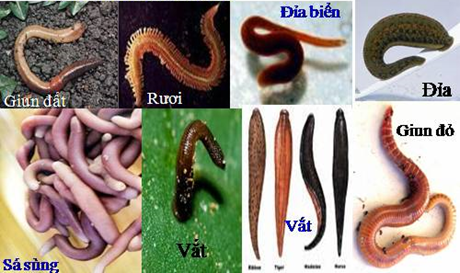 Giun đất
Rươi
Đỉa biển
Đỉa
Sá sùng
Vắt
Vắt
Giun đỏ